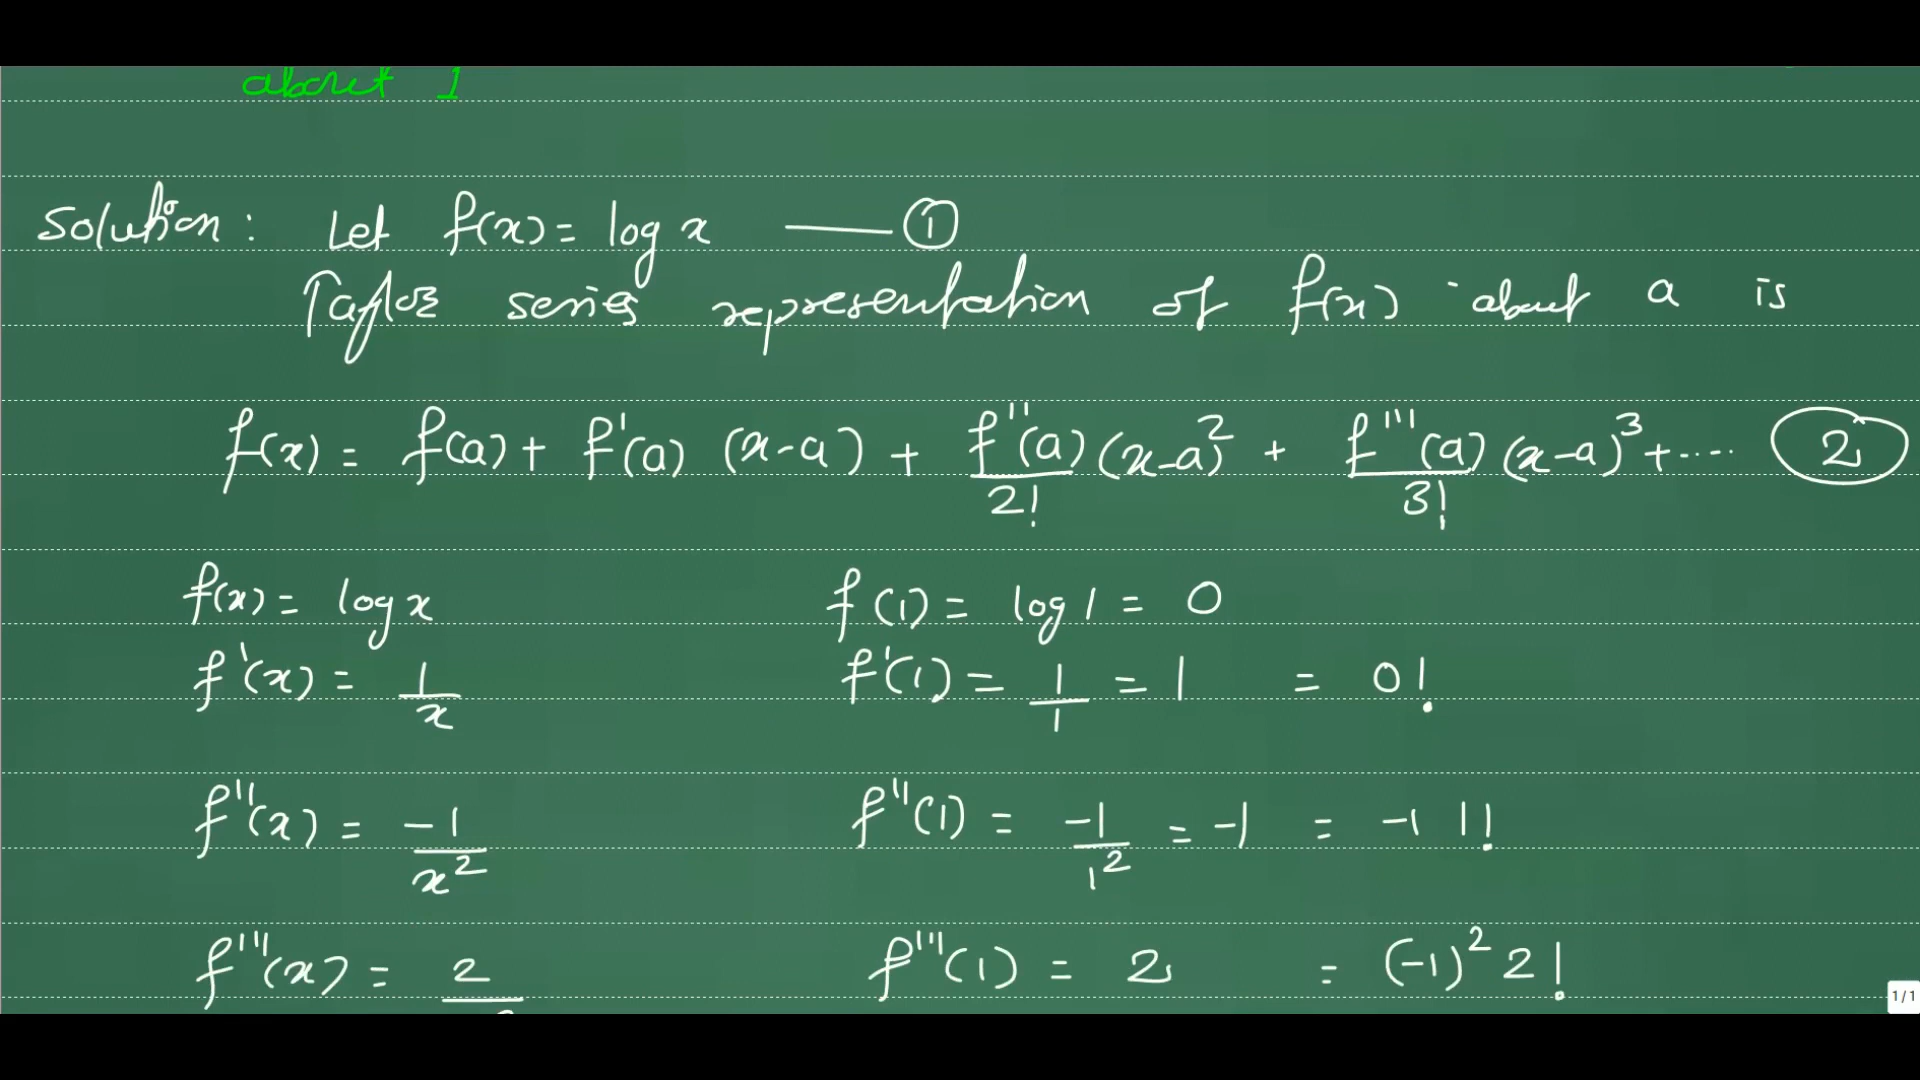 about 1
Solution: Let f(x) = log x —— ①
Taylor series representation of f(x) about a is
f(x) = f(a) + f'(a) (x-a) + f''(a)/2! (x-a)² + f'''(a)/3! (x-a)³ + ..... ②
f(x) = log x f(1) = log 1 = 0
f'(x) = 1/x f'(1) = 1/1 = 1 = 0!
f''(x) = -1/x² f''(1) = -1/1² = -1 = -1 1!
f'''(x) = 2 f'''(1) = 2 = (-1)² 2!
1/1